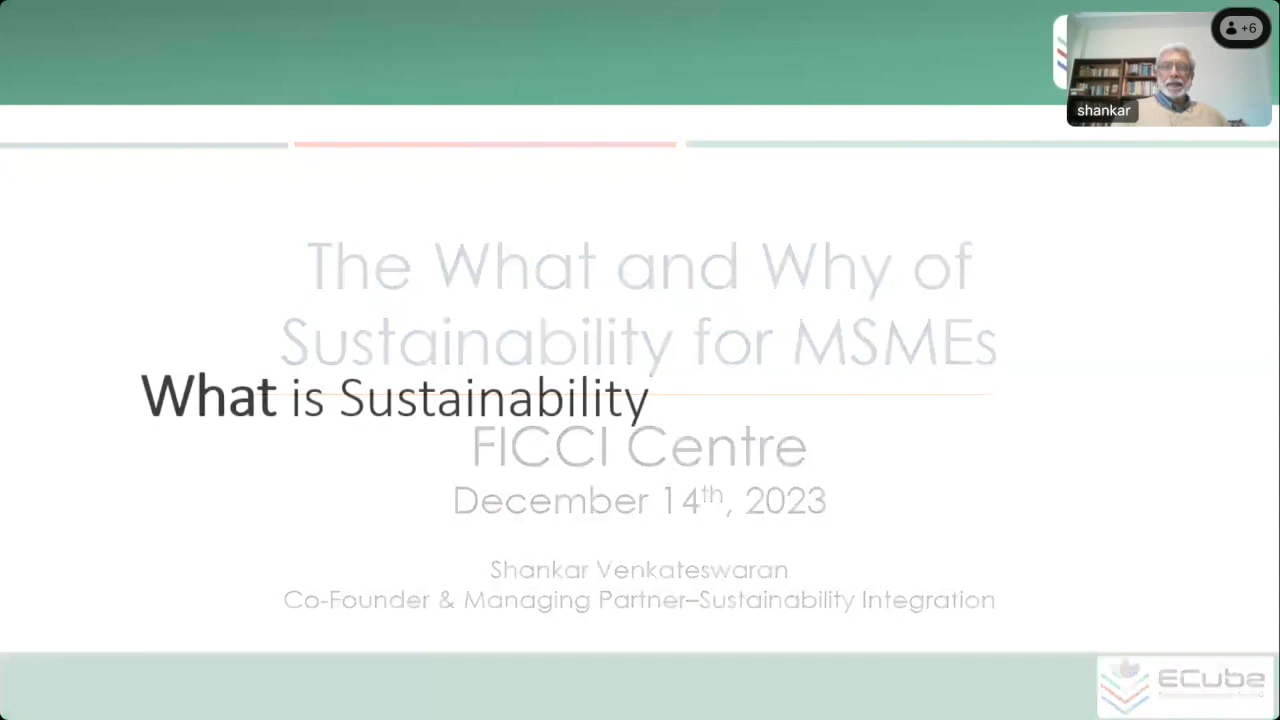 +6
shankar
The What and Why of
Sustainability for MSMEs
What is Sustainability
FICCI Centre
December 14th, 2023
Shankar Venkateswaran
Co-Founder & Managing Partner–Sustainability Integration
ECube